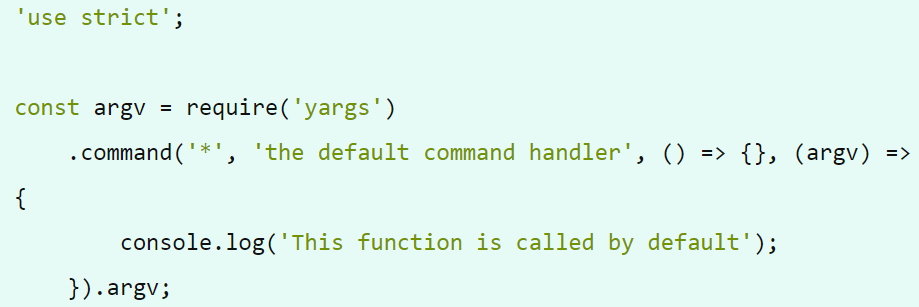 'use strict';
const argv = require('yargs')
.command('*', 'the default command handler', () => {}, (argv) =>
{
console.log('This function is called by default');
}).argv;